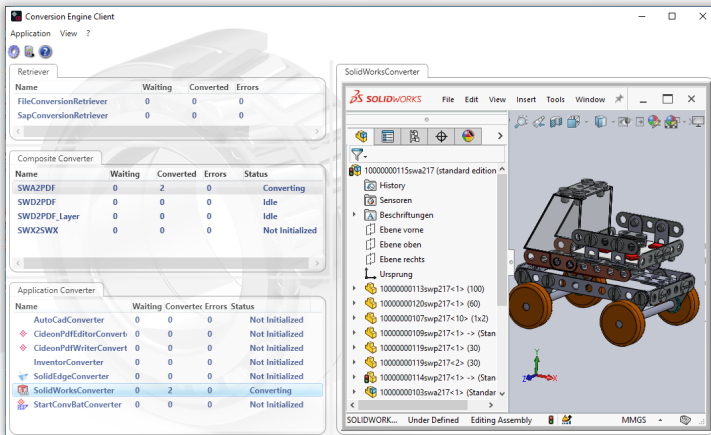 Conversion Engine Client
Application View ?
Retriever
Name Waiting Converted Errors
FileConversionRetriever 0 0 0
SapConversionRetriever 0 0 0
Composite Converter
Name Waiting Converted Errors Status
SWA2PDF 0 2 0 Converting
SWD2PDF 0 0 0 Idle
SWD2PDF_Layer 0 0 0 Idle
SWX2SWX 0 0 0 Not Initialized
Application Converter
Name Waiting Convertec Errors Status
AutoCadConverter 0 0 0 Not Initialized
CideonPdfEditorConverte 0 0 0 Not Initialized
CideonPdfWriterConvert 0 0 0 Not Initialized
InventorConverter 0 0 0 Not Initialized
SolidEdgeConverter 0 0 0 Not Initialized
SolidWorksConverter 0 2 0 Converting
StartConvBatConverter 0 0 0 Not Initialized
SolidWorksConverter
SOLIDWORKS File Edit View Insert Tools Window
10000000115swa217 (standard edition
History
Sensoren
A Beschriftungen
Ebene vorne
Ebene oben
Ebene rechts
Ursprung
10000000113swp217<1> (100)
10000000120swp217<1> (60)
10000000107swp217<10> (1x2)
10000000109swp217<1> -> (Stan
10000000119swp217<1> (30)
10000000119swp217<2> (30)
10000000114swp217<1> -> (Stan
10000000103swa217<1> (Standar
Y
Z X
SOLIDWORK... Under Defined Editing Assembly MMGS